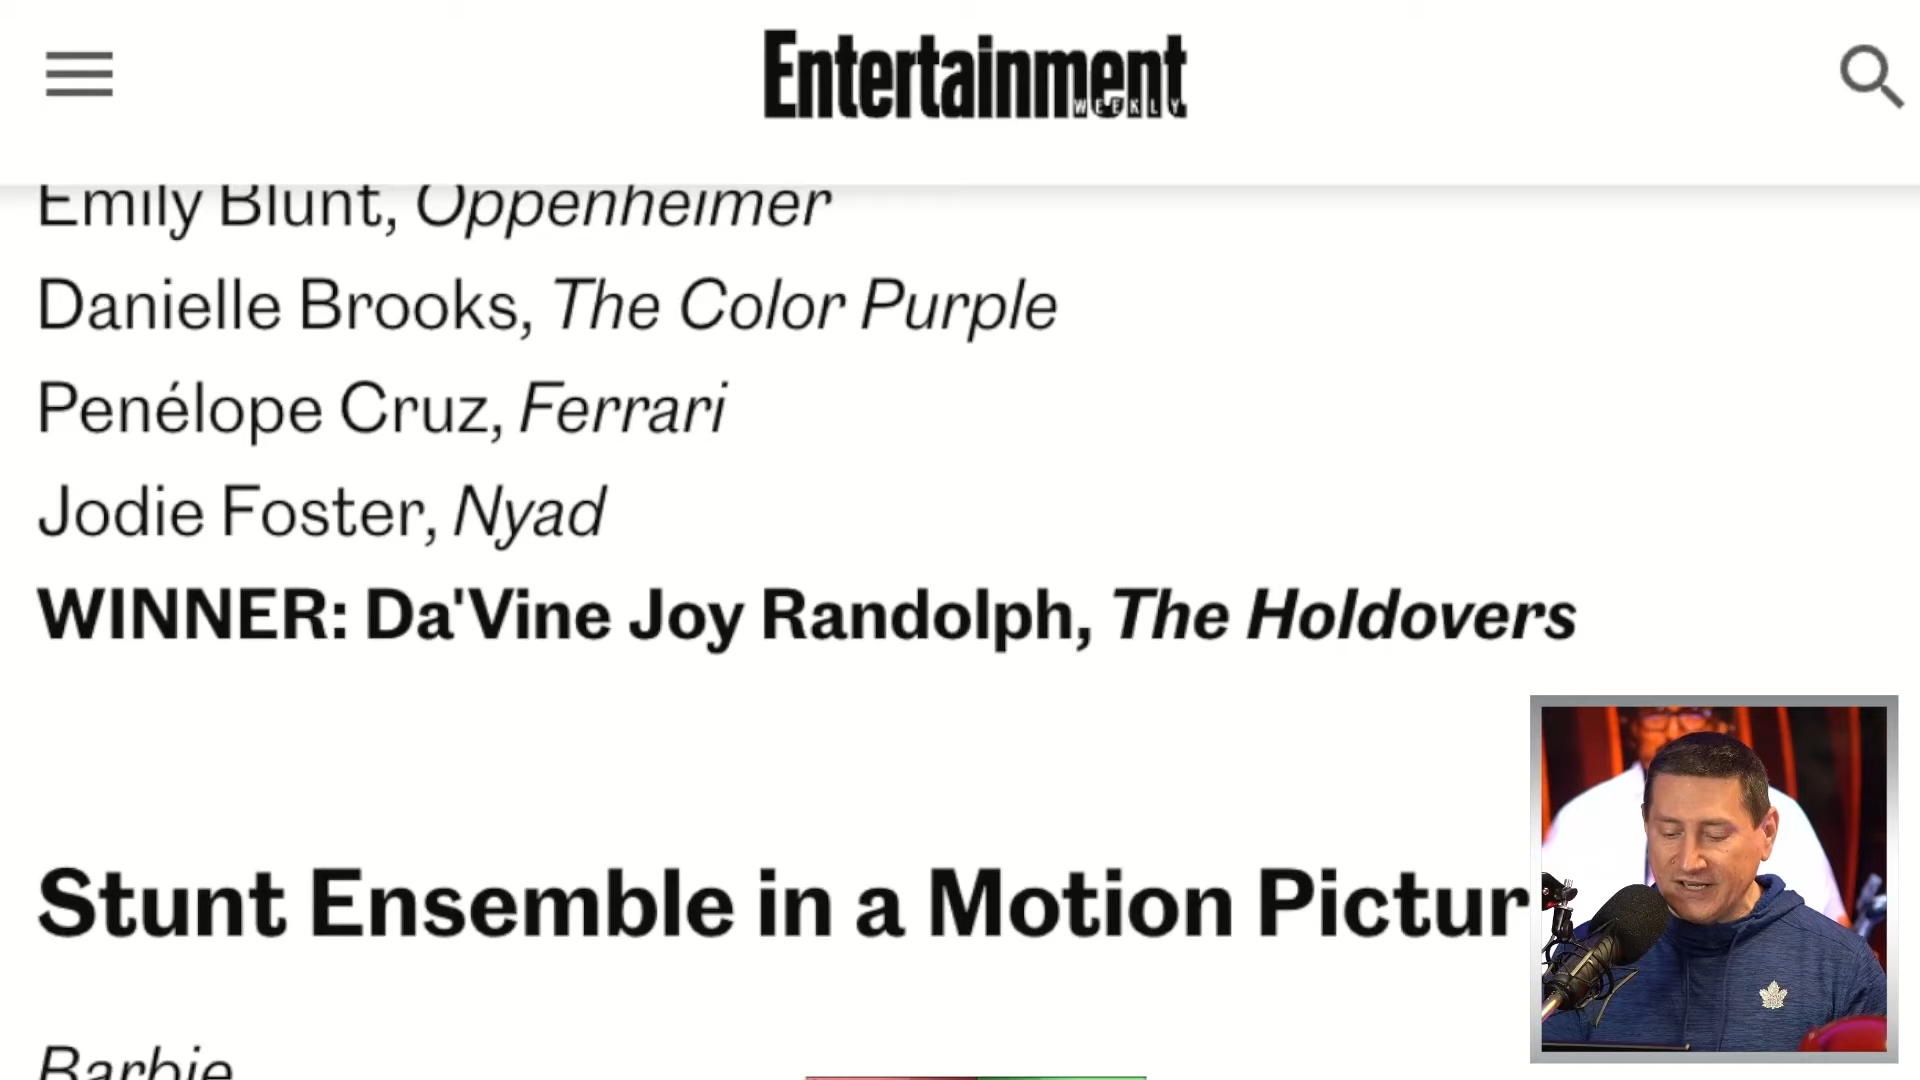 Entertainment
WEEKLY
Emily Blunt, Oppenheimer
Danielle Brooks, The Color Purple
Penélope Cruz, Ferrari
Jodie Foster, Nyad
WINNER: Da'Vine Joy Randolph, The Holdovers
Stunt Ensemble in a Motion Pictur
Barbie